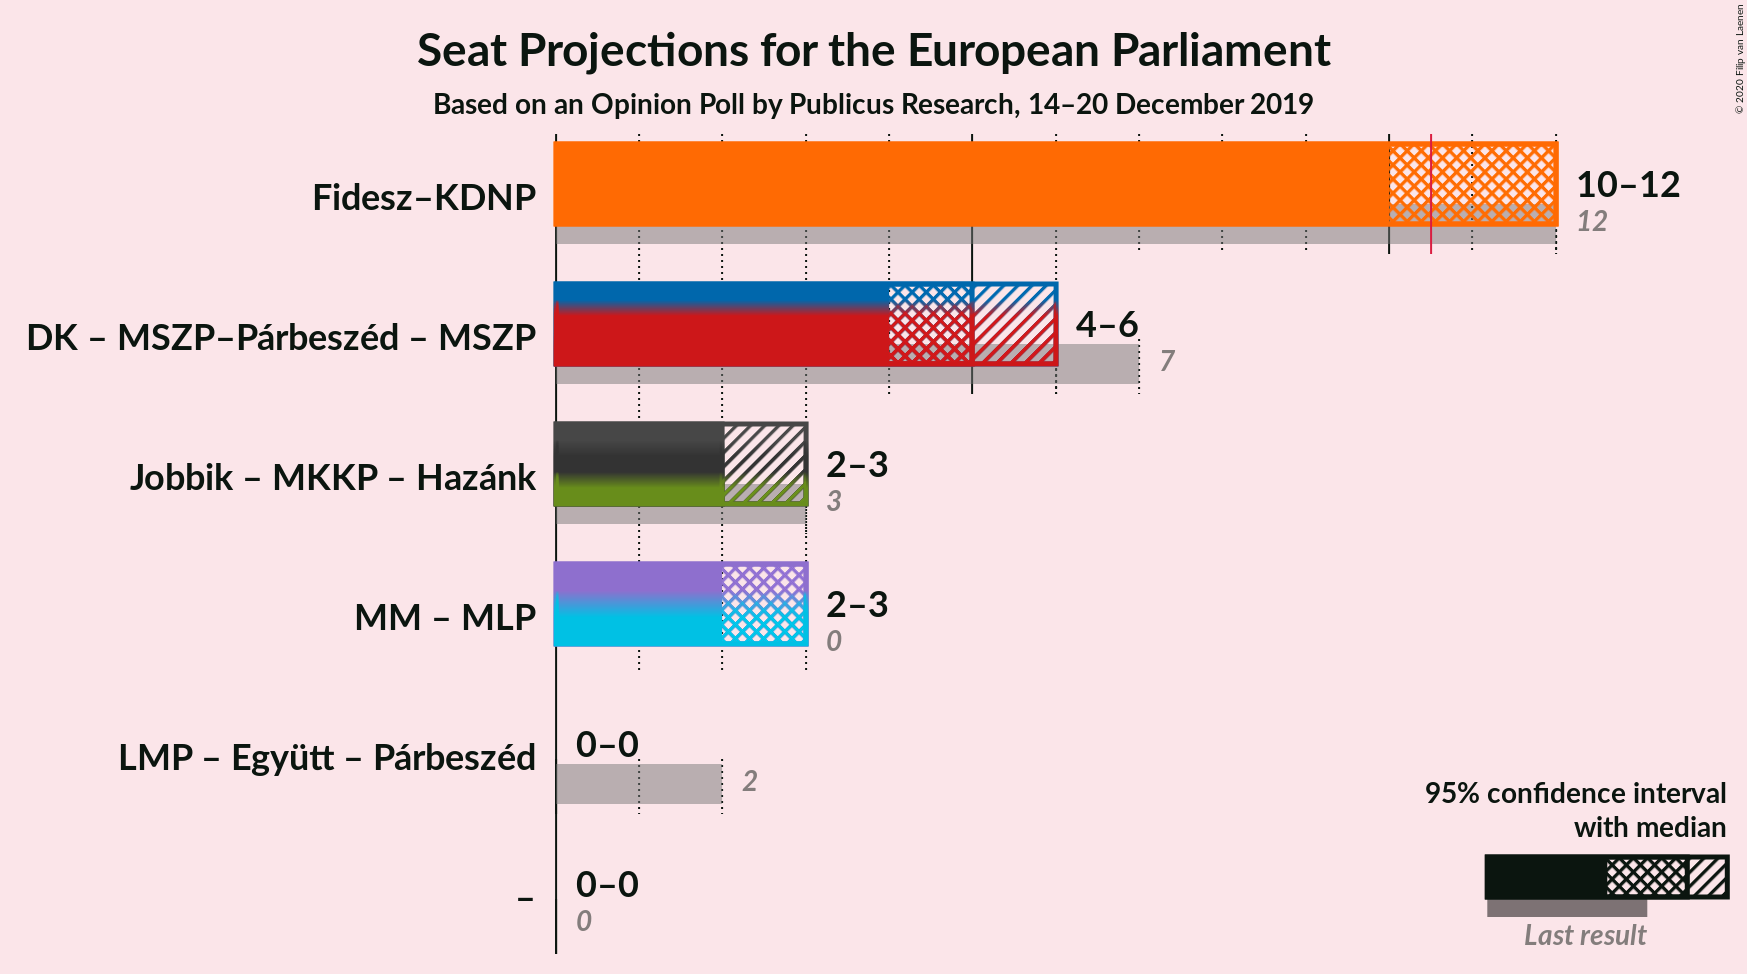 Seat Projections for the European Parliament
Based on an Opinion Poll by Publicus Research, 14–20 December 2019
© 2020 Filip van Laenen
Fidesz–KDNP
10–12
12
DK – MSZP–Párbeszéd – MSZP
4–6
7
Jobbik – MKKP – Hazánk
2–3
3
MM – MLP
2–3
0
LMP – Együtt – Párbeszéd
0–0
2
–
0–0
0
95% confidence interval
with median
Last result